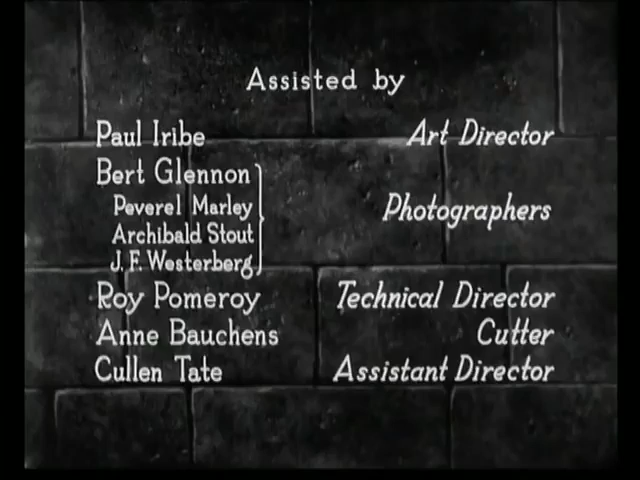 Assisted by
Paul Iribe Art Director
Bert Glennon
Peverel Marley Photographers
Archibald Stout
J. F. Westerberg
Roy Pomeroy Technical Director
Anne Bauchens Cutter
Cullen Tate Assistant Director